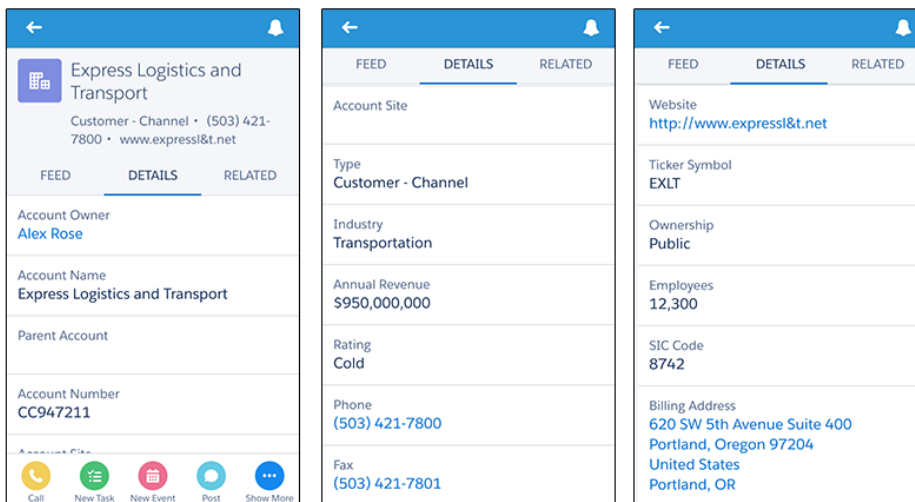 Express Logistics and
Transport
Customer - Channel • (503) 421-
7800 • www.expressl&t.net
FEED DETAILS RELATED
Account Owner
Alex Rose
Account Name
Express Logistics and Transport
Parent Account
Account Number
CC947211
Account Site
Call New Task New Event Post Show More
FEED DETAILS RELATED
Account Site
Type
Customer - Channel
Industry
Transportation
Annual Revenue
$950,000,000
Rating
Cold
Phone
(503) 421-7800
Fax
(503) 421-7801
FEED DETAILS RELATED
Website
http://www.expressl&t.net
Ticker Symbol
EXLT
Ownership
Public
Employees
12,300
SIC Code
8742
Billing Address
620 SW 5th Avenue Suite 400
Portland, Oregon 97204
United States
Portland, OR